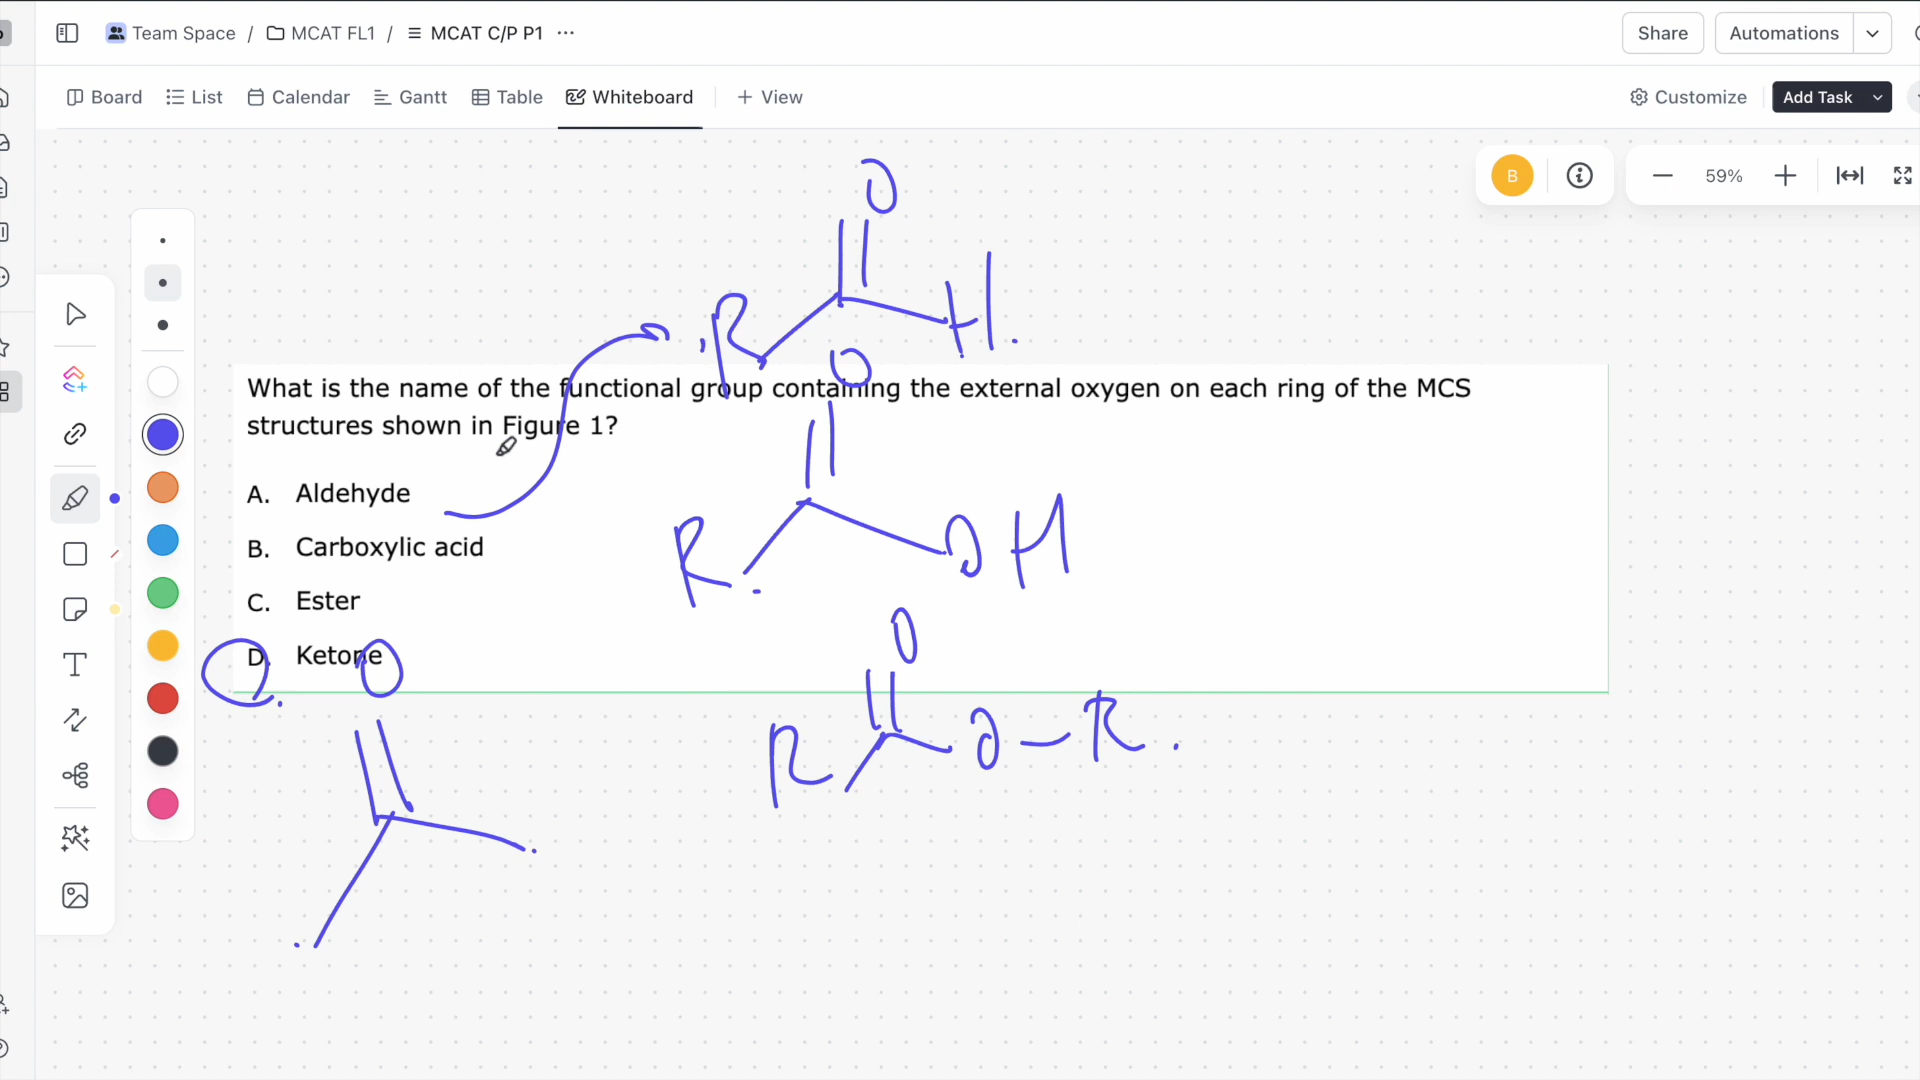 Team Space / MCAT FL1 / MCAT C/P P1 ...
Share
Automations
Board
List
Calendar
Gantt
Table
Whiteboard
+ View
Customize
Add Task
B
59%
O
R
H
What is the name of the functional group containing the external oxygen on each ring of the MCS
structures shown in Figure 1?
O
A. Aldehyde
B. Carboxylic acid
R
OH
C. Ester
D. Ketone
O
O
R
O-R
T